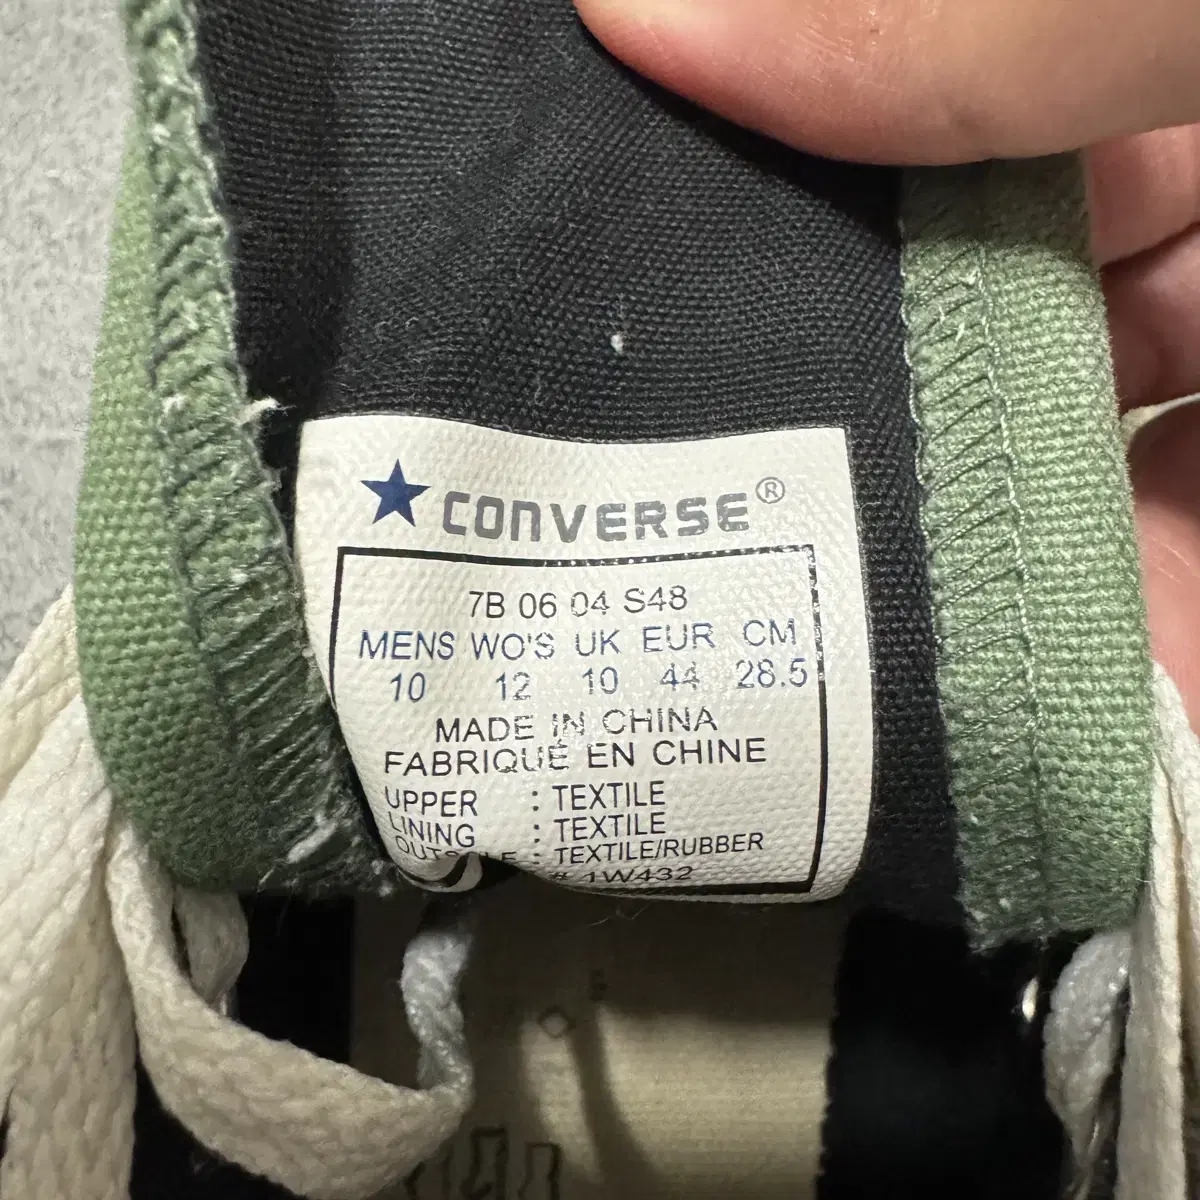 CONVERSE®
7B 06 04 S48
MENS WO'S UK EUR CM
10 12 10 44 28.5
MADE IN CHINA
FABRIQUÉ EN CHINE
UPPER : TEXTILE
LINING : TEXTILE
OUTSOLE : TEXTILE/RUBBER
# 1W432